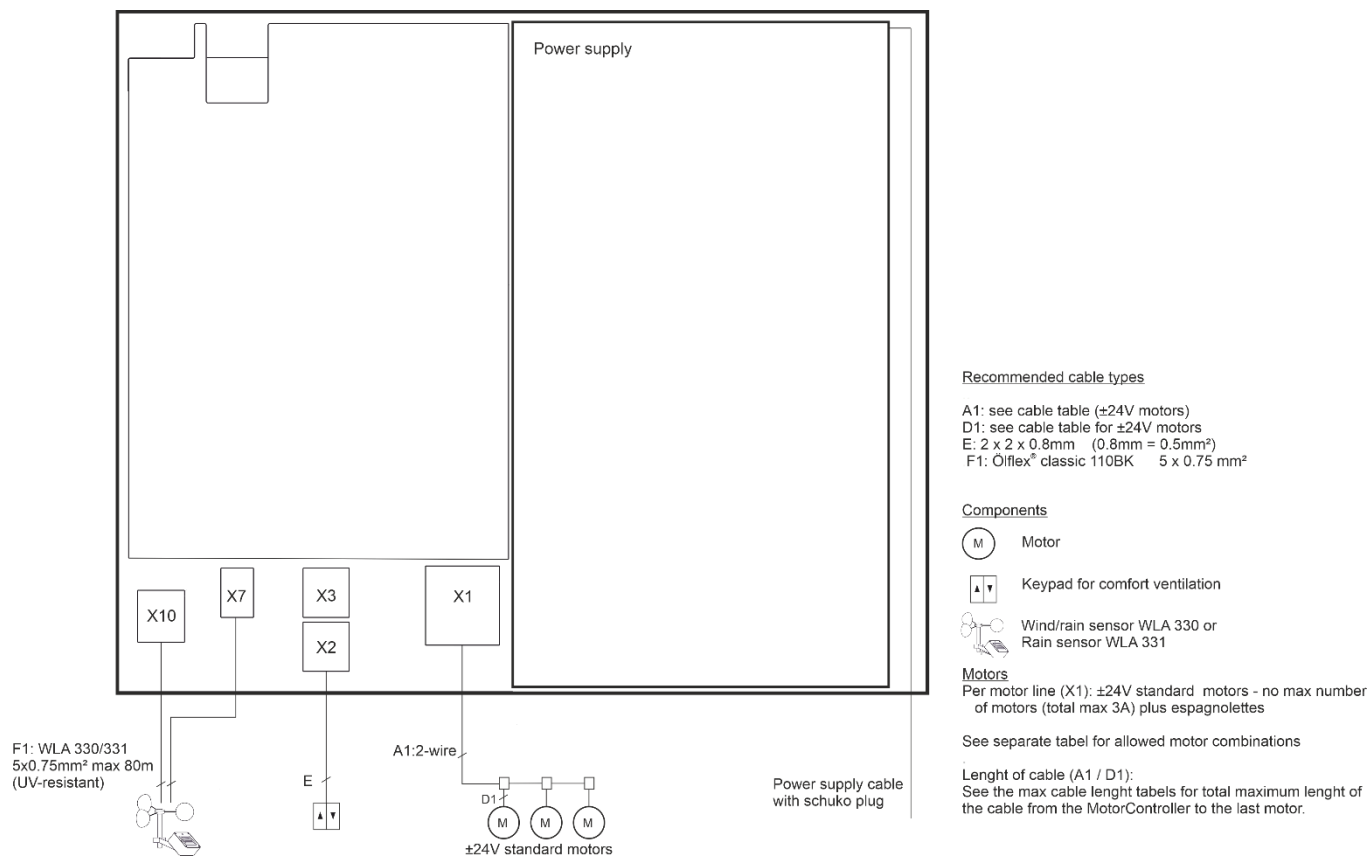 Power supply
X10
X7
X3
X2
X1
F1: WLA 330/331
5x0.75mm² max 80m
(UV-resistant)
E
A1:2-wire
D1
M
M
M
±24V standard motors
Power supply cable
with schuko plug
Recommended cable types
A1: see cable table (±24V motors)
D1: see cable table for ±24V motors
E: 2 x 2 x 0.8mm (0.8mm = 0.5mm²)
F1: Ölflex® classic 110BK 5 x 0.75 mm²
Components
M Motor
Keypad for comfort ventilation
Wind/rain sensor WLA 330 or
Rain sensor WLA 331
Motors
Per motor line (X1): ±24V standard motors - no max number
of motors (total max 3A) plus espagnolettes
See separate tabel for allowed motor combinations
.
Lenght of cable (A1 / D1):
See the max cable lenght tabels for total maximum lenght of
the cable from the MotorController to the last motor.